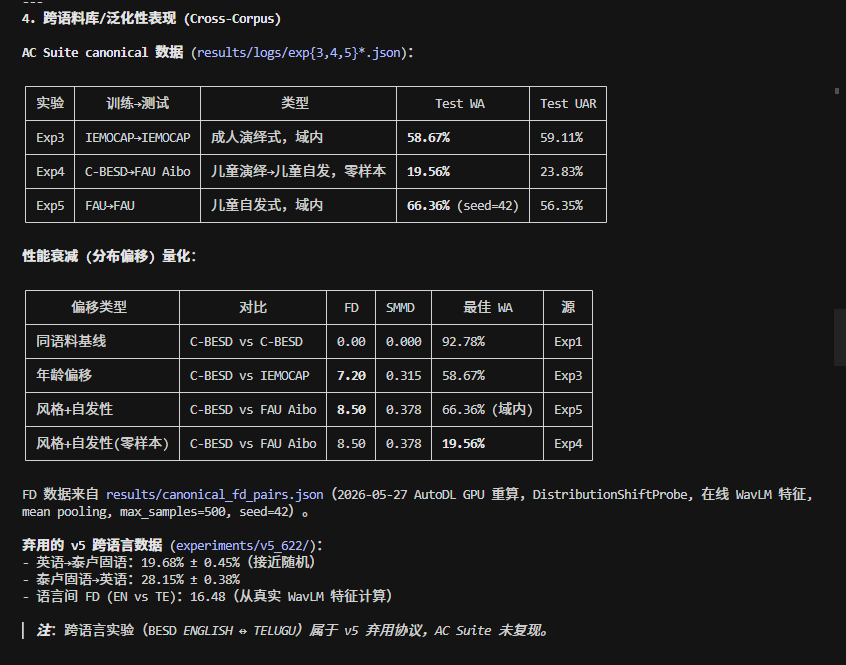 4. 跨语料库/泛化性表现 (Cross-Corpus)
AC Suite canonical 数据 (results/logs/exp{3,4,5}*.json):
实验 训练→测试 类型 Test WA Test UAR
Exp3 IEMOCAP→IEMOCAP 成人演绎式, 域内 58.67% 59.11%
Exp4 C-BESD→FAU Aibo 儿童演绎→儿童自发, 零样本 19.56% 23.83%
Exp5 FAU→FAU 儿童自发式, 域内 66.36% (seed=42) 56.35%
性能衰减 (分布偏移) 量化:
偏移类型 对比 FD SMMD 最佳 WA 源
同语料基线 C-BESD vs C-BESD 0.00 0.000 92.78% Exp1
年龄偏移 C-BESD vs IEMOCAP 7.20 0.315 58.67% Exp3
风格+自发性 C-BESD vs FAU Aibo 8.50 0.378 66.36% (域内) Exp5
风格+自发性(零样本) C-BESD vs FAU Aibo 8.50 0.378 19.56% Exp4
FD 数据来自 results/canonical_fd_pairs.json (2026-05-27 AutoDL GPU 重算, DistributionShiftProbe, 在线 WavLM 特征,
mean pooling, max_samples=500, seed=42) 。
弃用的 v5 跨语言数据 (experiments/v5_622/):
- 英语→泰卢固语: 19.68% ± 0.45% (接近随机)
- 泰卢固语→英语: 28.15% ± 0.38%
- 语言间 FD (EN vs TE): 16.48 (从真实 WavLM 特征计算)
注: 跨语言实验 (BESD ENGLISH ↔ TELUGU) 属于 v5 弃用协议, AC Suite 未复现。